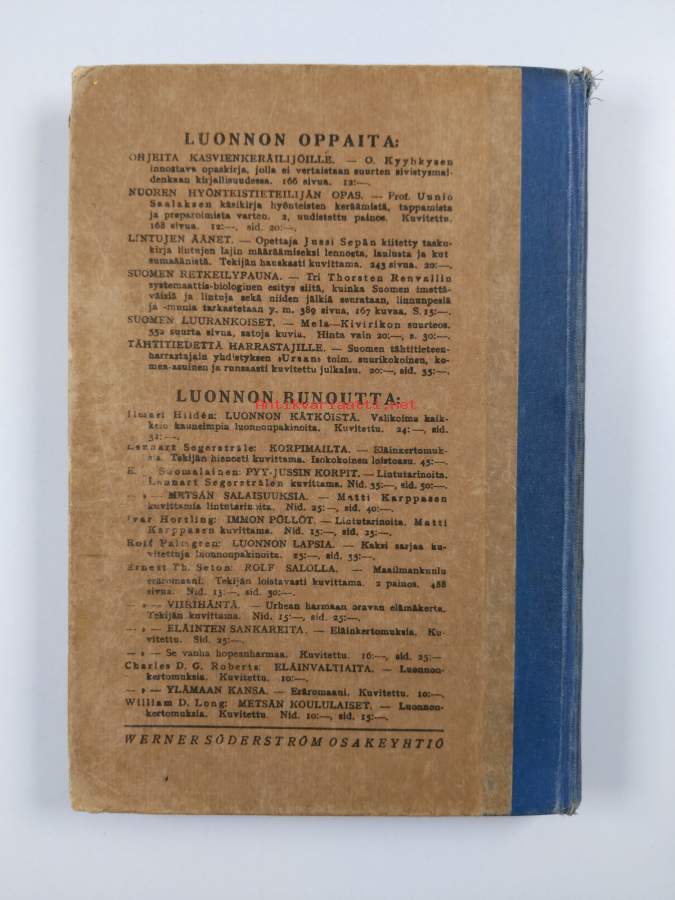 LUONNON OPPAITA:
OHJEITA KASVIENKERÄILIJÖILLE. — O. Kyyhkysen
innostava opaskirja, jolla ei vertaistaan suurten sivistysmai-
denkaan kirjallisuudessa. 166 sivua. 12:—.
NUOREN HYÖNTEISTIETEILIJÄN OPAS. — Prof. Uunio
Saalaksen käsikirja hyönteisten keräämistä, tappamista
ja preparoimista varten. 2, uudistettu painos. Kuvitettu.
168 sivua. 12:—, sid. 20:—.
LINTUJEN ÄÄNET. — Opettaja Jussi Sepän kiitetty tasku-
kirja lintujen lajin määräämiseksi lennosta, laulusta ja kut
sumaäänistä. Tekijän hauskasti kuvittama. 243 sivua. 20:—.
SUOMEN RETKEILYFAUNA. — Tri Thorsten Renvallin
systemaattis-biologinen esitys siitä, kuinka Suomen imettä-
väisiä ja lintuja sekä niiden jälkiä seurataan, linnunpesiä
ja -munia tarkastetaan y. m. 389 sivua, 167 kuvaa, S. 15:—.
SUOMEN LUURANKOISET. — Mela—Kivirikon suurteos.
552 suurta sivua, satoja kuvia. Hinta vain 20:—, s. 30:—.
TÄHTITIEDETTÄ HARRASTAJILLE. — Suomen tähtitieteen-
harrastajain yhdistyksen »Ursan» toim. suurikokoinen, ko-
mea-asuinen ja runsaasti kuvitettu julkaisu. 20:—, sid. 35:—.
LUONNON RUNOUTTA:
Antikvariaatti.net
Ilmari Hildén: LUONNON KÄTKÖISTÄ. Valikoima kaik-
kein kauneimpia luonnonpakinoita. Kuvitettu. 24:—, sid.
32:—.
Lennart Segerstråle: KORPIMAILTA. — Eläinkertomuk-
sia. Tekijän hienosti kuvittama. Isokokoinen loistoasu. 45:—.
E. Suomalainen: PYY-JUSSIN KORPIT. — Lintutarinoita.
Lennart Segerstrålen kuvittama. Nid. 35:—, sid. 50:—.
— » — METSÄN SALAISUUKSIA. — Matti Karppasen
kuvittamia lintutarinoita. Nid. 25:—, sid. 40:—.
Ivar Hortling: IMMON PÖLLÖT. — Lintutarinoita. Matti
Karppasen kuvittama. Nid. 15:—, sid. 25:—.
Rolf Palmgren: LUONNON LAPSIA. — Kaksi sarjaa ku-
vitettuja luonnonpakinoita. 25:—, sid. 35:—.
Ernest Th. Seton: ROLF SALOLLA. — Maailmankuulu
eräromaani. Tekijän loistavasti kuvittama. 2 painos. 488
sivua. Nid. 15:—, sid. 30:—.
— » — VIIRIHÄNTÄ. — Urhean harmaan oravan elämäkerta.
Tekijän kuvittama. Nid. 15:—, sid. 25:—.
— » — ELÄINTEN SANKAREITA. — Eläinkertomuksia. Ku-
vitettu. Sid. 25:—.
— » — Se vanha hopeanharmaa. Kuvitettu. 16:—, sid. 25:—
Charles D. G. Roberts: ELÄINVALTIAITA. — Luonnon-
kertomuksia. Kuvitettu. 10:—.
— » — YLÄMAAN KANSA. — Eräromaani. Kuvitettu. 10:—.
William D. Long: METSÄN KOULULAISET. — Luonnon-
kertomuksia. Kuvitettu. Nid. 10:—, sid. 15:—.
WERNER SÖDERSTRÖM OSAKEYHTIÖ